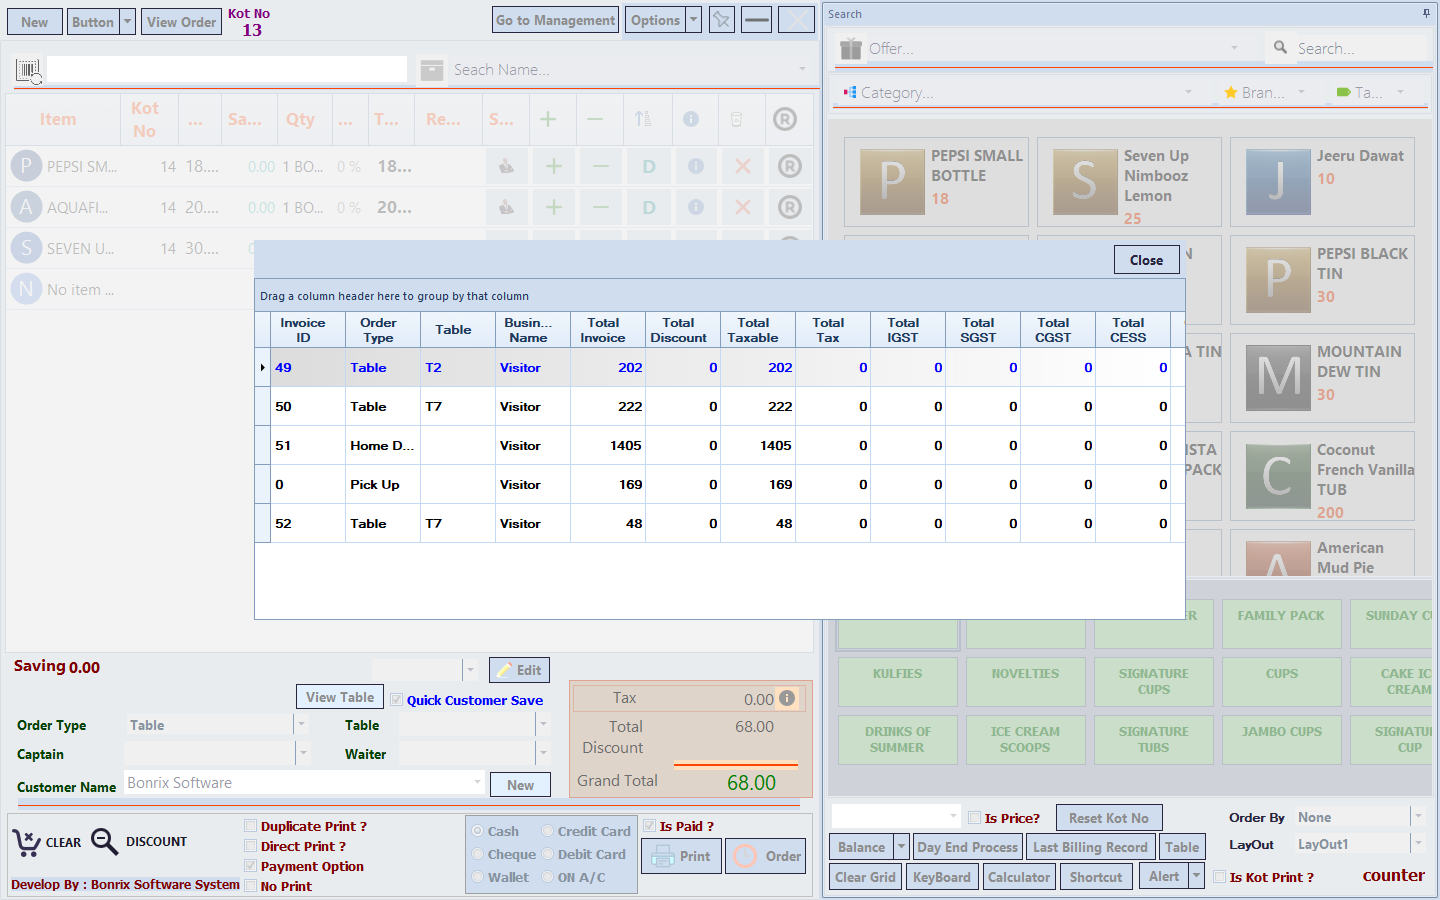 New Button View Order Kot No
13
Go to Management Options
Search
Seach Name...
Offer...
Search...
Category...
Bran...
Ta...
Item Kot No ... Sa... Qty ... T... Re... S...
P PEPSI SM... 14 18.... 0.00 1 BO... 0 % 18... D
A AQUAFI... 14 20.... 0.00 1 BO... 0 % 20... D
S SEVEN U... 14 30....
N No item ...
P PEPSI SMALL BOTTLE 18
S Seven Up Nimbooz Lemon 25
J Jeeru Dawat 10
P PEPSI BLACK TIN 30
A TIN
M MOUNTAIN DEW TIN 30
PACK
C Coconut French Vanilla TUB 200
A American Mud Pie
Close
Drag a column header here to group by that column
Invoice ID Order Type Table Busin... Name Total Invoice Total Discount Total Taxable Total Tax Total IGST Total SGST Total CGST Total CESS
49 Table T2 Visitor 202 0 202 0 0 0 0 0
50 Table T7 Visitor 222 0 222 0 0 0 0 0
51 Home D... Visitor 1405 0 1405 0 0 0 0 0
0 Pick Up Visitor 169 0 169 0 0 0 0 0
52 Table T7 Visitor 48 0 48 0 0 0 0 0
FAMILY PACK SUNDAY CU
KULFIES NOVELTIES SIGNATURE CUPS CUPS CAKE IC CREAM
DRINKS OF SUMMER ICE CREAM SCOOPS SIGNATURE TUBS JAMBO CUPS SIGNATU CUP
Saving 0.00
Edit
View Table Quick Customer Save
Order Type Table Table
Captain Waiter
Customer Name Bonrix Software New
Tax 0.00
Total Discount 68.00
Grand Total 68.00
CLEAR DISCOUNT
Develop By : Bonrix Software System
Duplicate Print ?
Direct Print ?
Payment Option
No Print
Cash Credit Card
Cheque Debit Card
Wallet ON A/C
Is Paid ?
Print Order
Is Price? Reset Kot No Order By None
Balance Day End Process Last Billing Record Table LayOut LayOut1
Clear Grid KeyBoard Calculator Shortcut Alert Is Kot Print ? counter